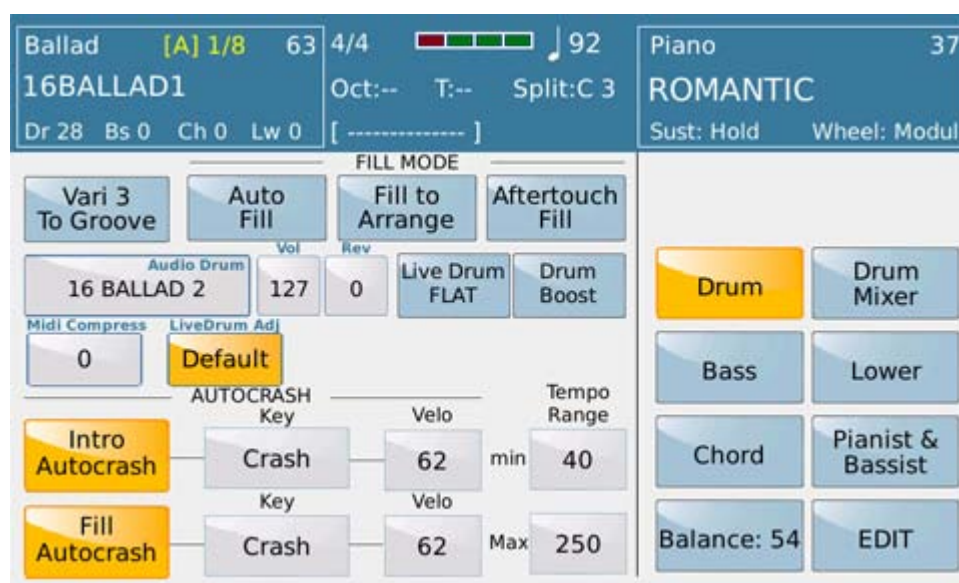 Ballad [A] 1/8 63
16BALLAD1
Dr 28 Bs 0 Ch 0 Lw 0
4/4 92
Oct:-- T:-- Split:C 3
[ -------------- ]
Piano 37
ROMANTIC
Sust: Hold Wheel: Modul
FILL MODE
Vari 3
To Groove
Auto
Fill
Fill to
Arrange
Aftertouch
Fill
Audio Drum
16 BALLAD 2
Vol
127
Rev
0
Live Drum
FLAT
Drum
Boost
Midi Compress
0
LiveDrum Adj
Default
AUTOCRASH
Intro
Autocrash
Key
Crash
Velo
62
Tempo
Range
min 40
Fill
Autocrash
Key
Crash
Velo
62
Max 250
Drum
Drum
Mixer
Bass
Lower
Chord
Pianist &
Bassist
Balance: 54
EDIT